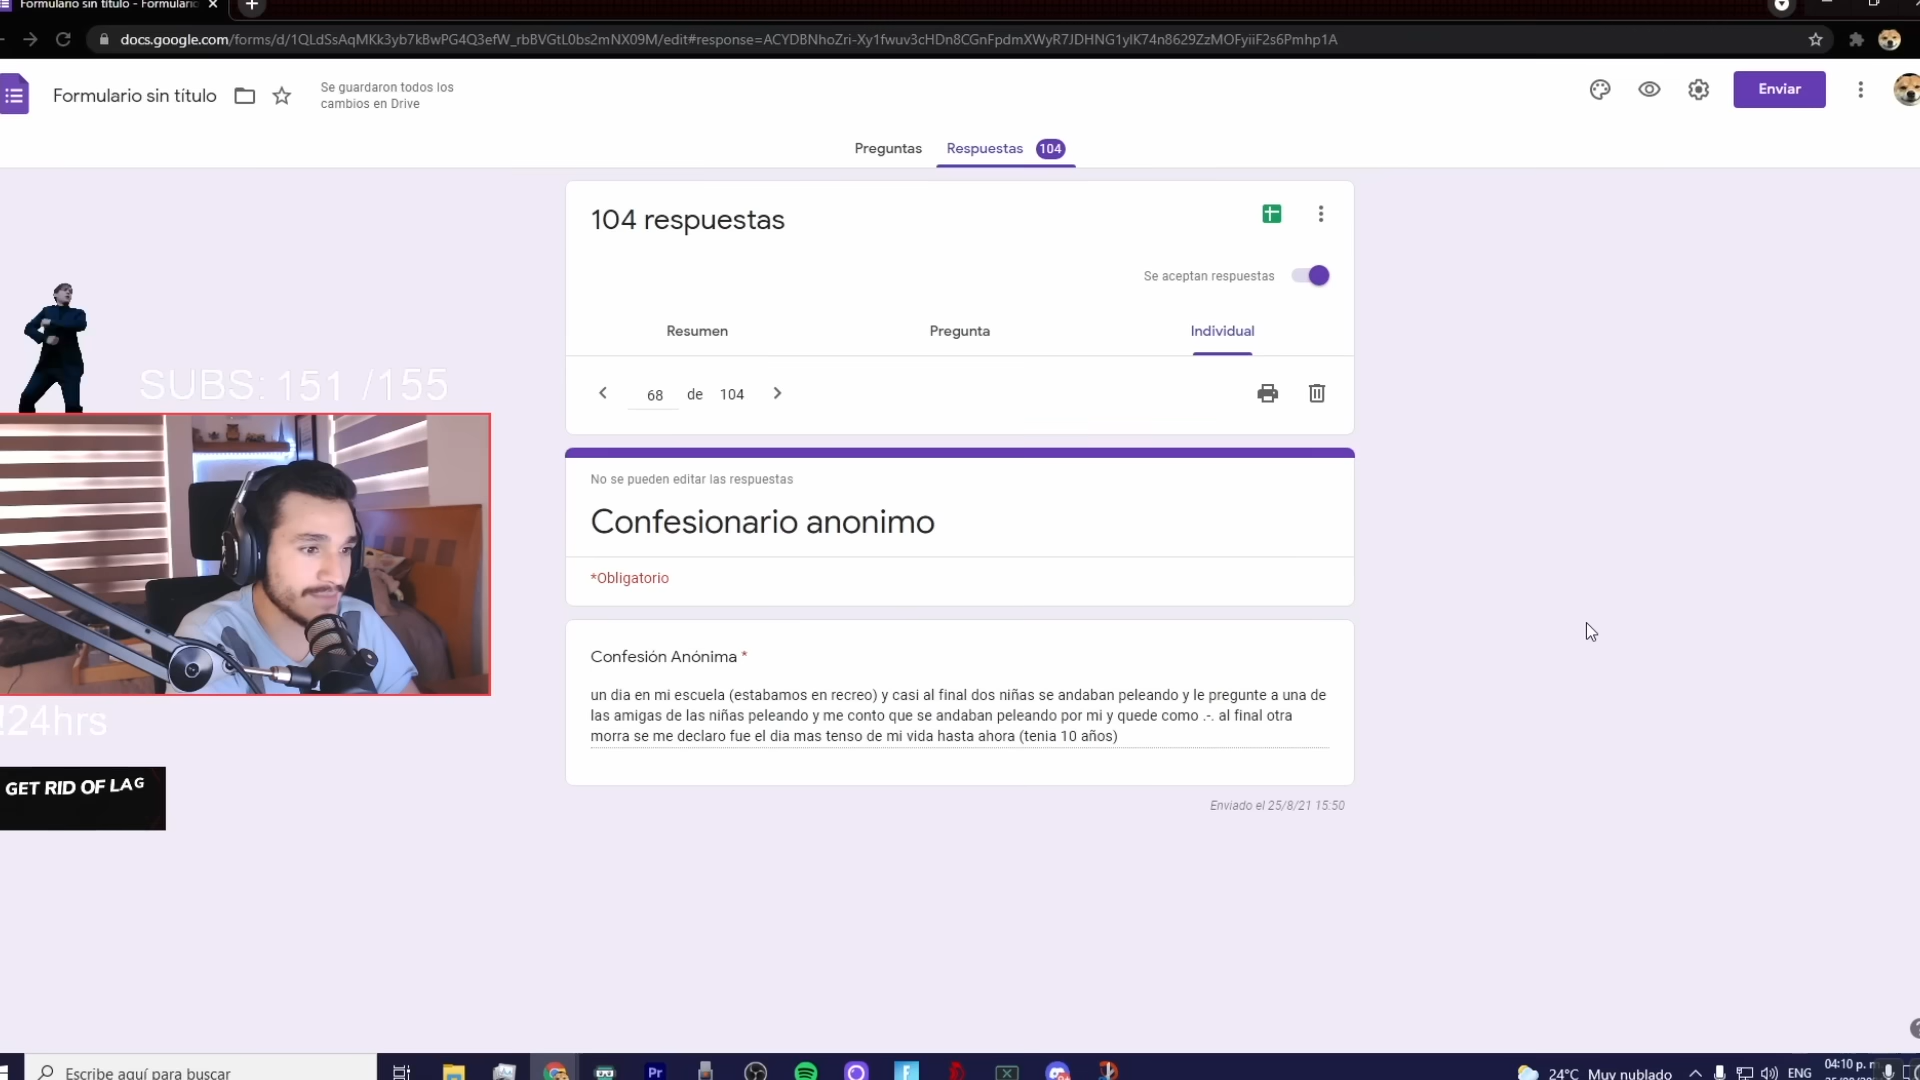 Formulario sin título - Formulario
docs.google.com/forms/d/1QLdSsAqMKk3yb7kBwPG4Q3efW_rbBVGtL0bs2mNX09M/edit#response=ACYDBNhoZri-Xy1fwuv3cHDn8CGnFpdmXWyR7JDHNG1ylK74n8629ZzMOFyiiF2s6Pmhp1A
Formulario sin título
Se guardaron todos los
cambios en Drive
Enviar
Preguntas
Respuestas 104
104 respuestas
Se aceptan respuestas
Resumen
Pregunta
Individual
68 de 104
SUBS: 151 /155
No se pueden editar las respuestas
Confesionario anonimo
*Obligatorio
Confesión Anónima *
un dia en mi escuela (estabamos en recreo) y casi al final dos niñas se andaban peleando y le pregunte a una de
las amigas de las niñas peleando y me conto que se andaban peleando por mi y quede como .-. al final otra
morra se me declaro fue el dia mas tenso de mi vida hasta ahora (tenia 10 años)
Enviado el 25/8/21 15:50
!24hrs
GET RID OF LAG
Escribe aquí para buscar
Pr
24°C Muy nublado
ENG
04:10 p.